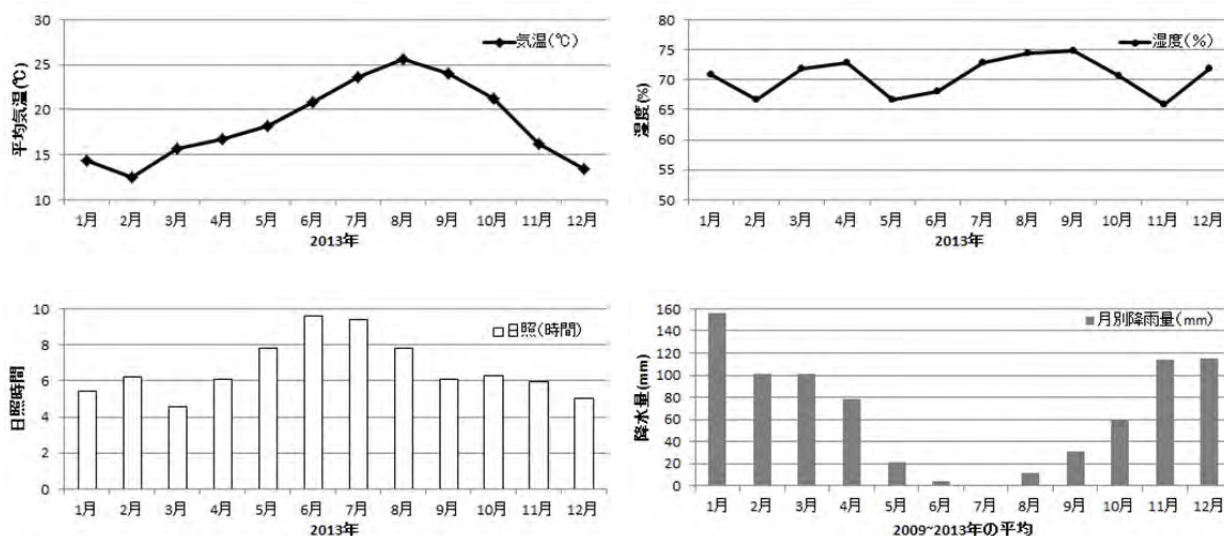 30
25
20
15
10
平均気温(℃)
気温(℃)
1月 2月 3月 4月 5月 6月 7月 8月 9月 10月 11月 12月
2013年
80
75
70
65
60
55
50
湿度(%)
湿度(%)
1月 2月 3月 4月 5月 6月 7月 8月 9月 10月 11月 12月
2013年
10
8
6
4
2
0
日照時間
日照(時間)
1月 2月 3月 4月 5月 6月 7月 8月 9月 10月 11月 12月
2013年
160
140
120
100
80
60
40
20
0
降水量(mm)
月別降雨量(mm)
1月 2月 3月 4月 5月 6月 7月 8月 9月 10月 11月 12月
2009~2013年の平均